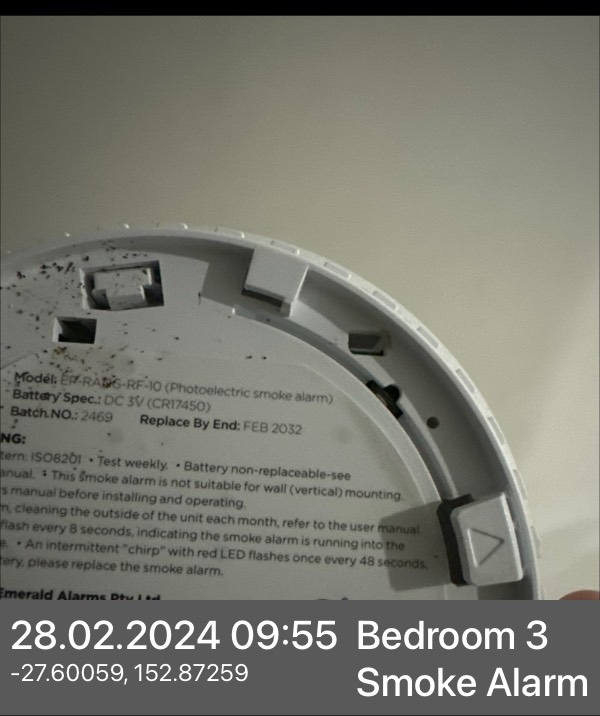 Model: EP-RADS-RF-10 (Photoelectric smoke alarm)
Battery Spec.: DC 3V (CR17450)
Batch NO.: 2469 Replace By End: FEB 2032
NG:
tern: ISO8201 • Test weekly. • Battery non-replaceable-see
anual. • This smoke alarm is not suitable for wall (vertical) mounting.
s manual before installing and operating.
m, cleaning the outside of the unit each month, refer to the user manual.
flash every 8 seconds, indicating the smoke alarm is running into the
e. • An intermittent "chirp" with red LED flashes once every 48 seconds,
tery, please replace the smoke alarm.
Emerald Alarms Pty Ltd
28.02.2024 09:55 Bedroom 3
-27.60059, 152.87259 Smoke Alarm